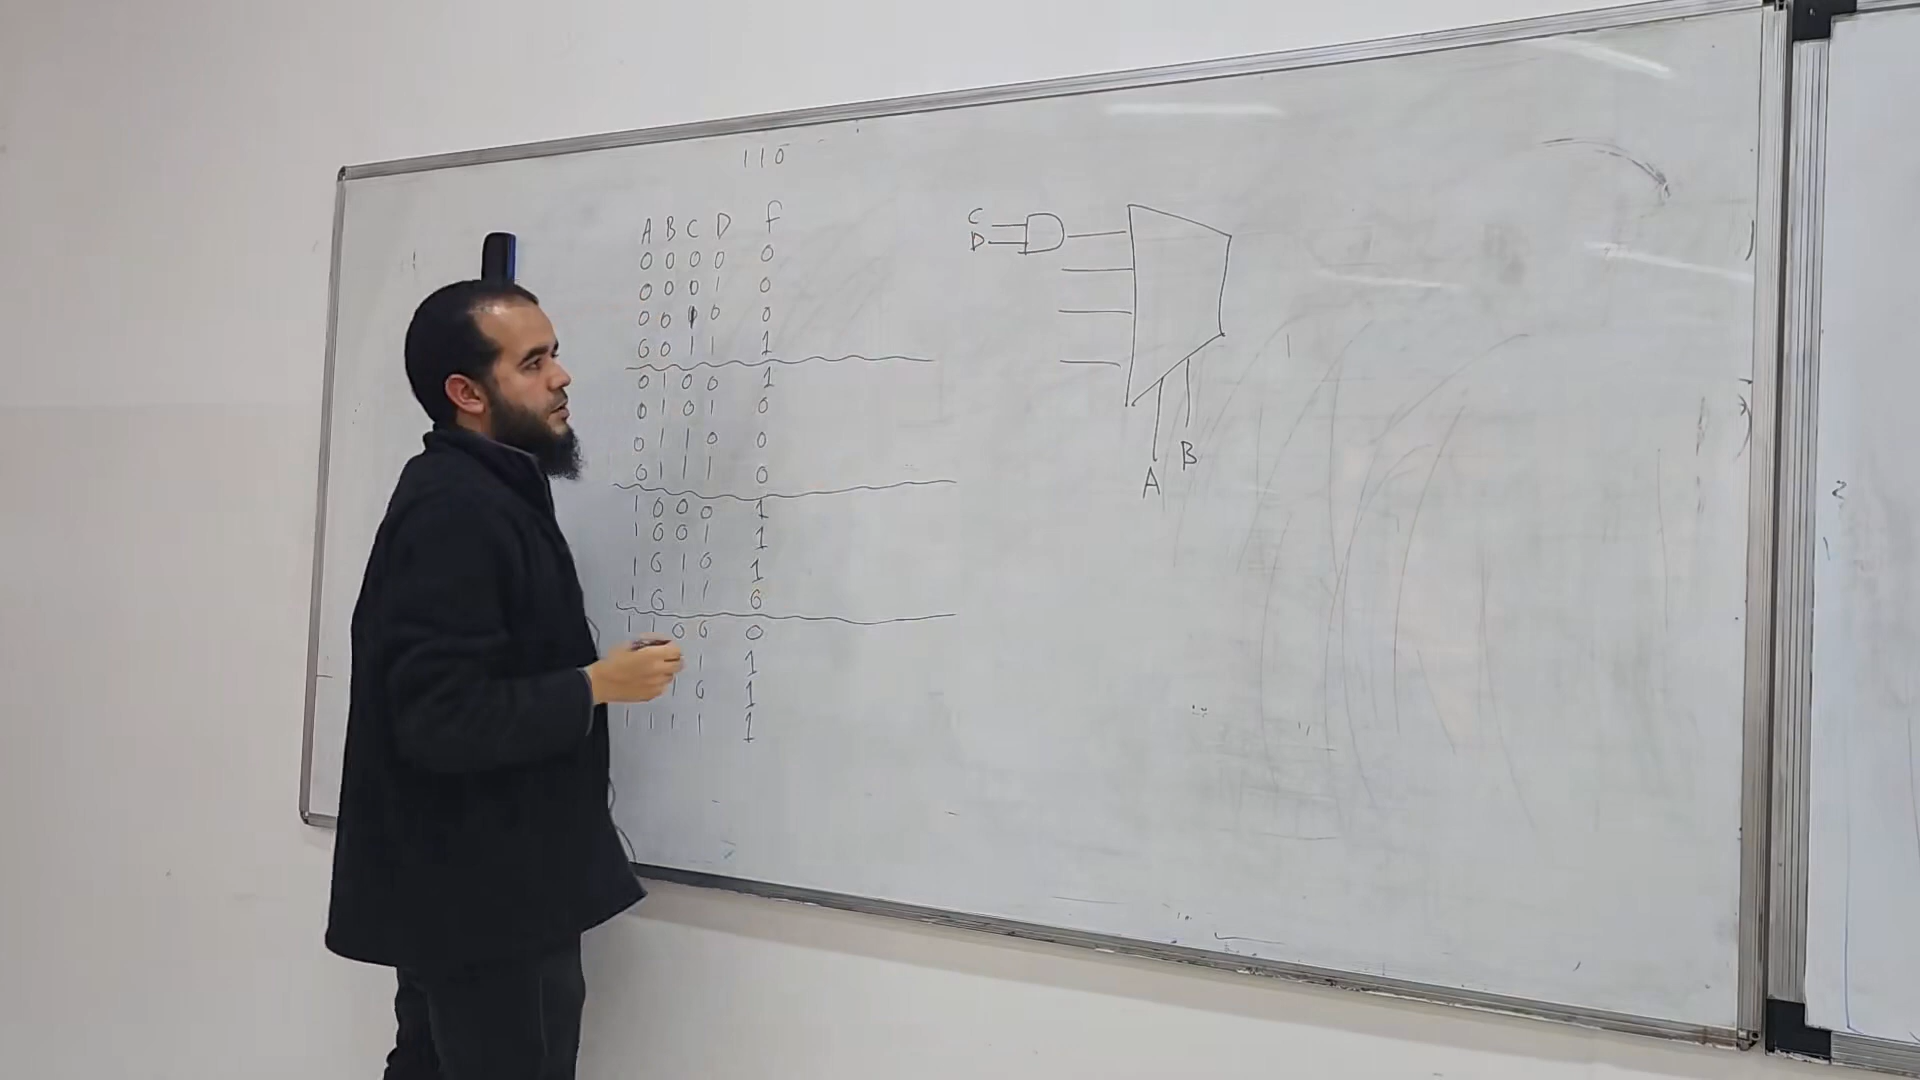 110
A B C D f
0 0 0 0 0
0 0 0 1 0
0 0 1 0 0
0 0 1 1 1
0 1 0 0 1
0 1 0 1 0
0 1 1 0 0
0 1 1 1 0
1 0 0 0 1
1 0 0 1 1
1 0 1 0 1
1 0 1 1 0
1 1 0 0 0
1 1
1 0 1
1 1 1 1 1
C
D
A B
2
1